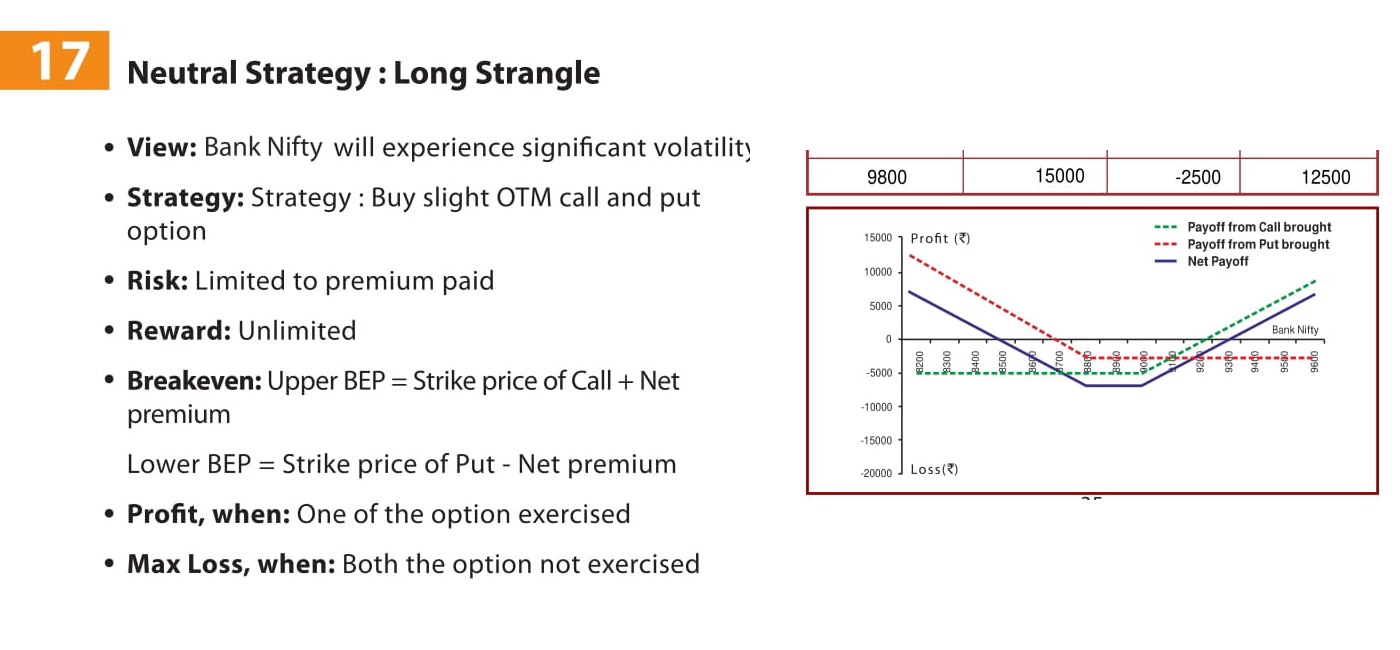 17
Neutral Strategy : Long Strangle
• View: Bank Nifty will experience significant volatility
• Strategy: Strategy : Buy slight OTM call and put
option
• Risk: Limited to premium paid
• Reward: Unlimited
• Breakeven: Upper BEP = Strike price of Call + Net
premium
Lower BEP = Strike price of Put - Net premium
• Profit, when: One of the option exercised
• Max Loss, when: Both the option not exercised
9800 15000 -2500 12500
Payoff from Call brought
Payoff from Put brought
Net Payoff
Profit (₹)
15000
10000
5000
0
-5000
-10000
-15000
-20000
Loss(₹)
Bank Nifty
8200 8300 8400 8500 8600 8700 8800 8900 9000 9100 9200 9300 9400 9500 9600